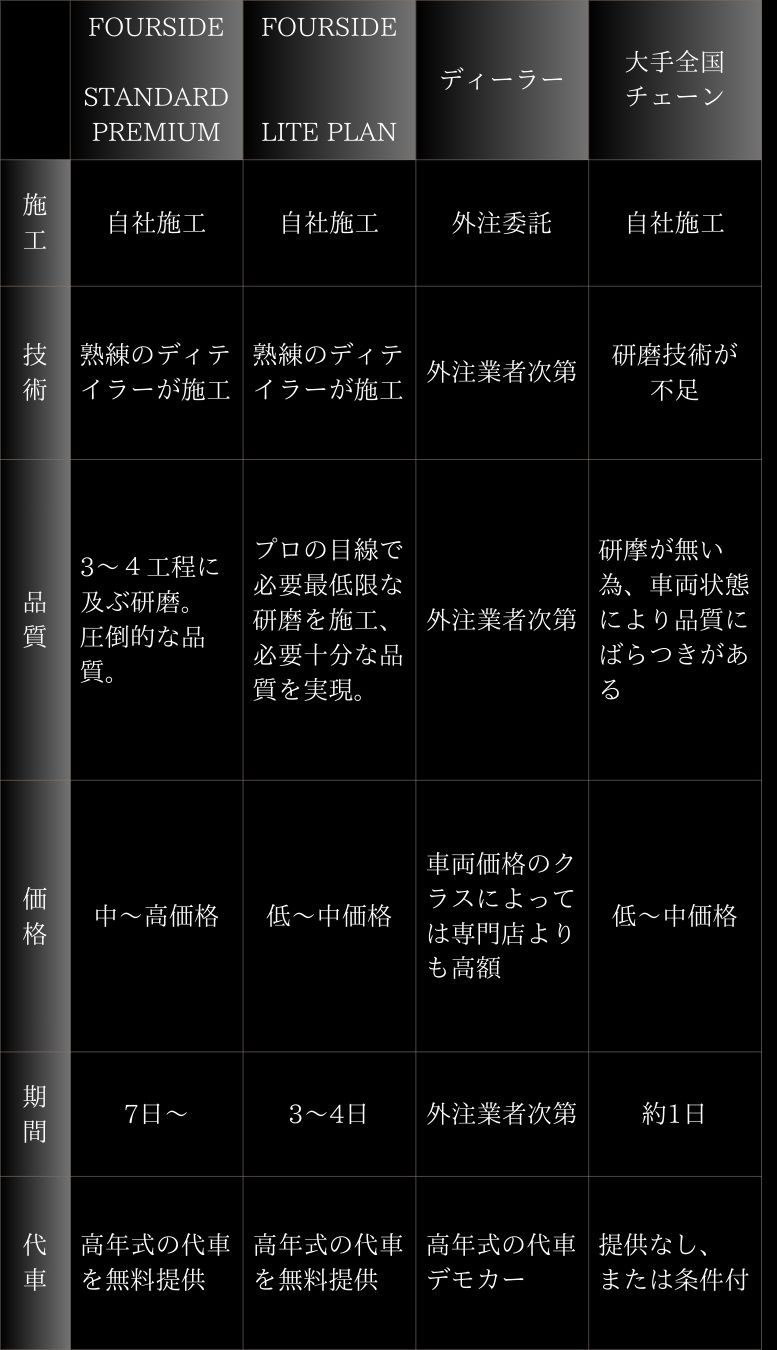 FOURSIDE
STANDARD
PREMIUM
FOURSIDE
LITE PLAN
ディーラー
大手全国
チェーン
施
工
自社施工
自社施工
外注委託
自社施工
技
術
熟練のディテ
イラーが施工
熟練のディテ
イラーが施工
外注業者次第
研磨技術が
不足
品
質
3〜４工程に
及ぶ研磨。
圧倒的な品
質。
プロの目線で
必要最低限な
研磨を施工、
必要十分な品
質を実現。
外注業者次第
研摩が無い
為、車両状態
により品質に
ばらつきがあ
る
価
格
中〜高価格
低〜中価格
車両価格のク
ラスによって
は専門店より
も高額
低〜中価格
期
間
7日〜
3〜4日
外注業者次第
約1日
代
車
高年式の代車
を無料提供
高年式の代車
を無料提供
高年式の代車
デモカー
提供なし、
または条件付